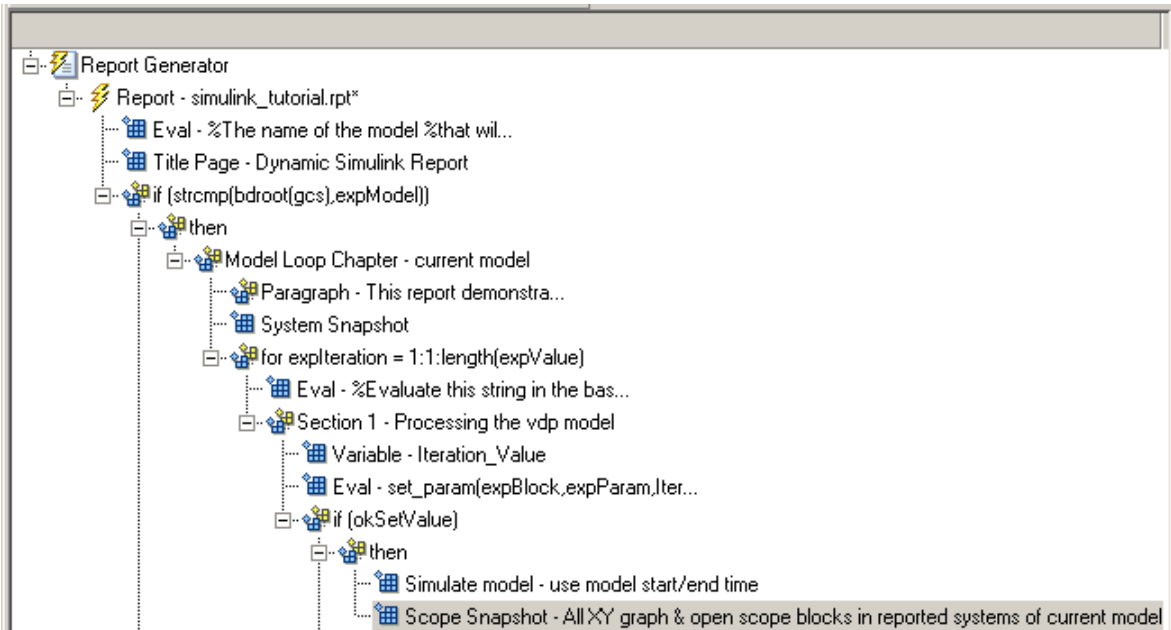 Report Generator
Report - simulink_tutorial.rpt*
Eval - %The name of the model %that wil...
Title Page - Dynamic Simulink Report
if (strcmp(bdroot(gcs),expModel))
then
Model Loop Chapter - current model
Paragraph - This report demonstra...
System Snapshot
for expIteration = 1:1:length(expValue)
Eval - %Evaluate this string in the bas...
Section 1 - Processing the vdp model
Variable - Iteration_Value
Eval - set_param(expBlock,expParam,Iter...
if (okSetValue)
then
Simulate model - use model start/end time
Scope Snapshot - All XY graph & open scope blocks in reported systems of current model